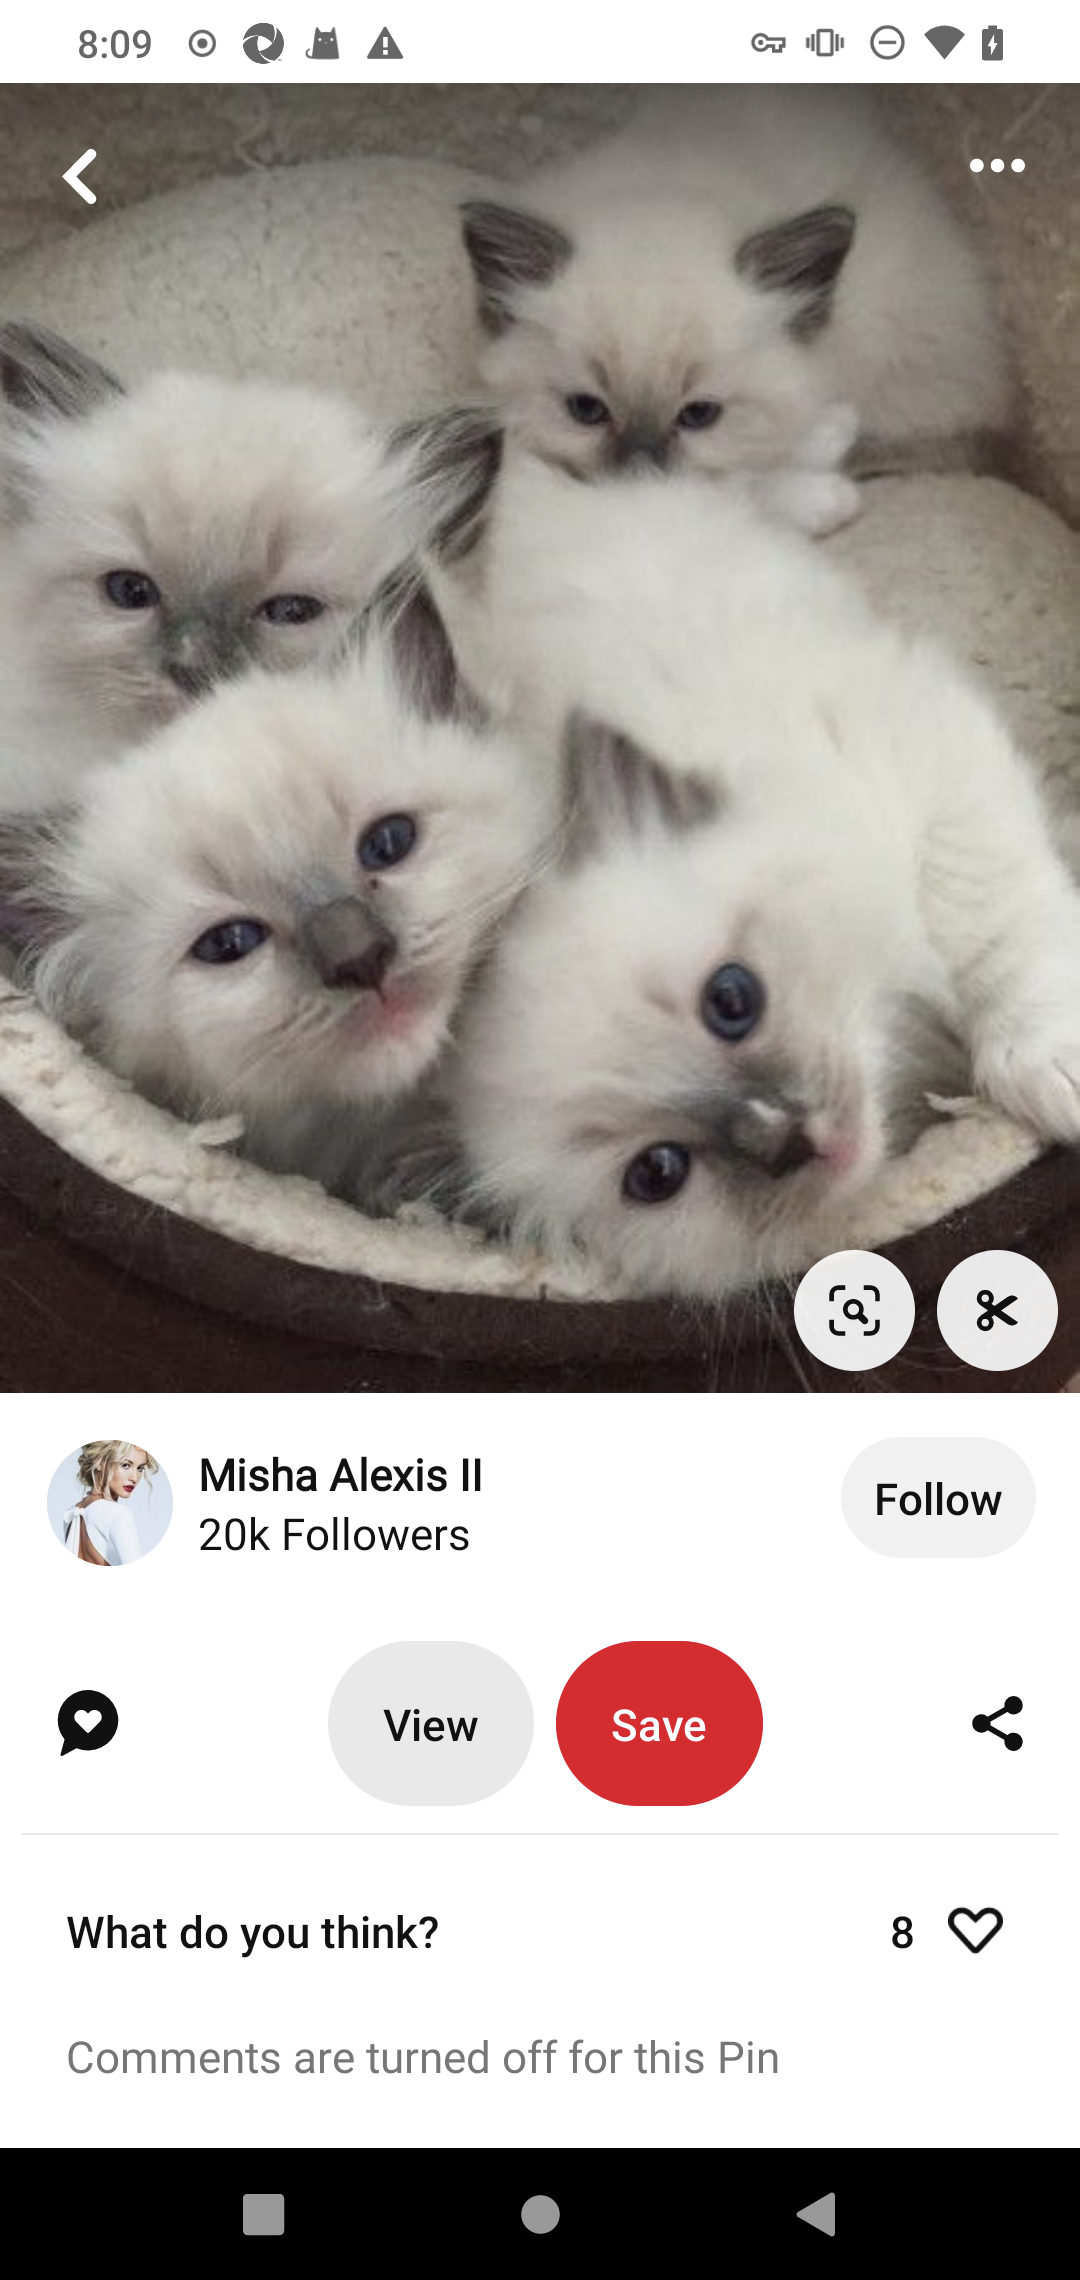 8:09
Misha Alexis II
20k Followers
Follow
View
Save
What do you think?
8
Comments are turned off for this Pin